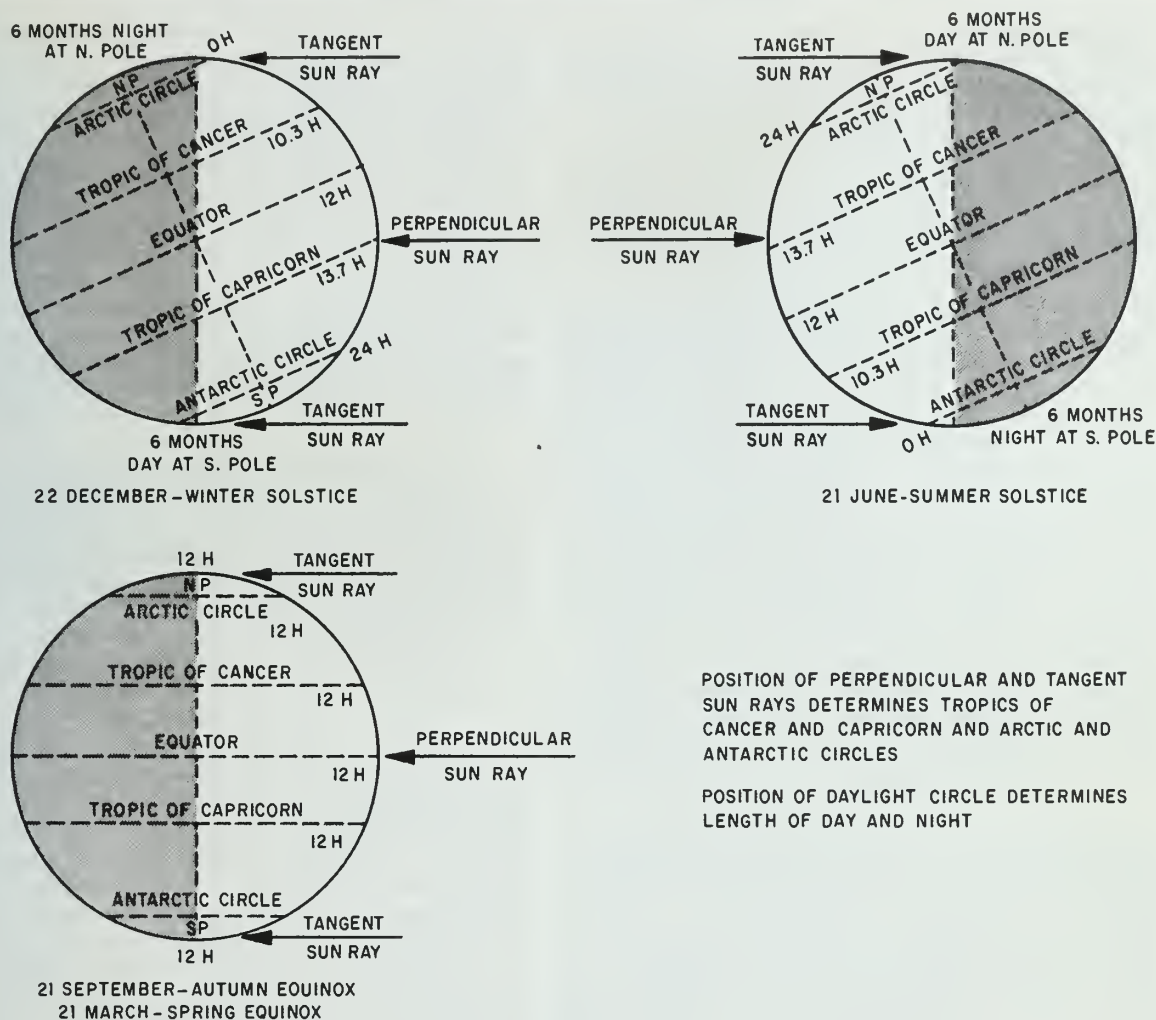 6 MONTHS NIGHT
AT N. POLE
0 H
TANGENT
SUN RAY
N P
ARCTIC CIRCLE
TROPIC OF CANCER
10.3 H
EQUATOR
12 H
PERPENDICULAR
SUN RAY
TROPIC OF CAPRICORN
13.7 H
ANTARCTIC CIRCLE
24 H
S P
TANGENT
SUN RAY
6 MONTHS
DAY AT S. POLE
22 DECEMBER–WINTER SOLSTICE
6 MONTHS
DAY AT N. POLE
TANGENT
SUN RAY
N P
ARCTIC CIRCLE
24 H
TROPIC OF CANCER
PERPENDICULAR
SUN RAY
13.7 H
EQUATOR
12 H
TROPIC OF CAPRICORN
10.3 H
ANTARCTIC CIRCLE
TANGENT
SUN RAY
0 H
S P
6 MONTHS
NIGHT AT S. POLE
21 JUNE-SUMMER SOLSTICE
12 H
TANGENT
SUN RAY
N P
ARCTIC CIRCLE
12 H
TROPIC OF CANCER
12 H
EQUATOR
12 H
PERPENDICULAR
SUN RAY
TROPIC OF CAPRICORN
12 H
ANTARCTIC CIRCLE
SP
12 H
TANGENT
SUN RAY
21 SEPTEMBER–AUTUMN EQUINOX
21 MARCH–SPRING EQUINOX
POSITION OF PERPENDICULAR AND TANGENT
SUN RAYS DETERMINES TROPICS OF
CANCER AND CAPRICORN AND ARCTIC AND
ANTARCTIC CIRCLES
POSITION OF DAYLIGHT CIRCLE DETERMINES
LENGTH OF DAY AND NIGHT